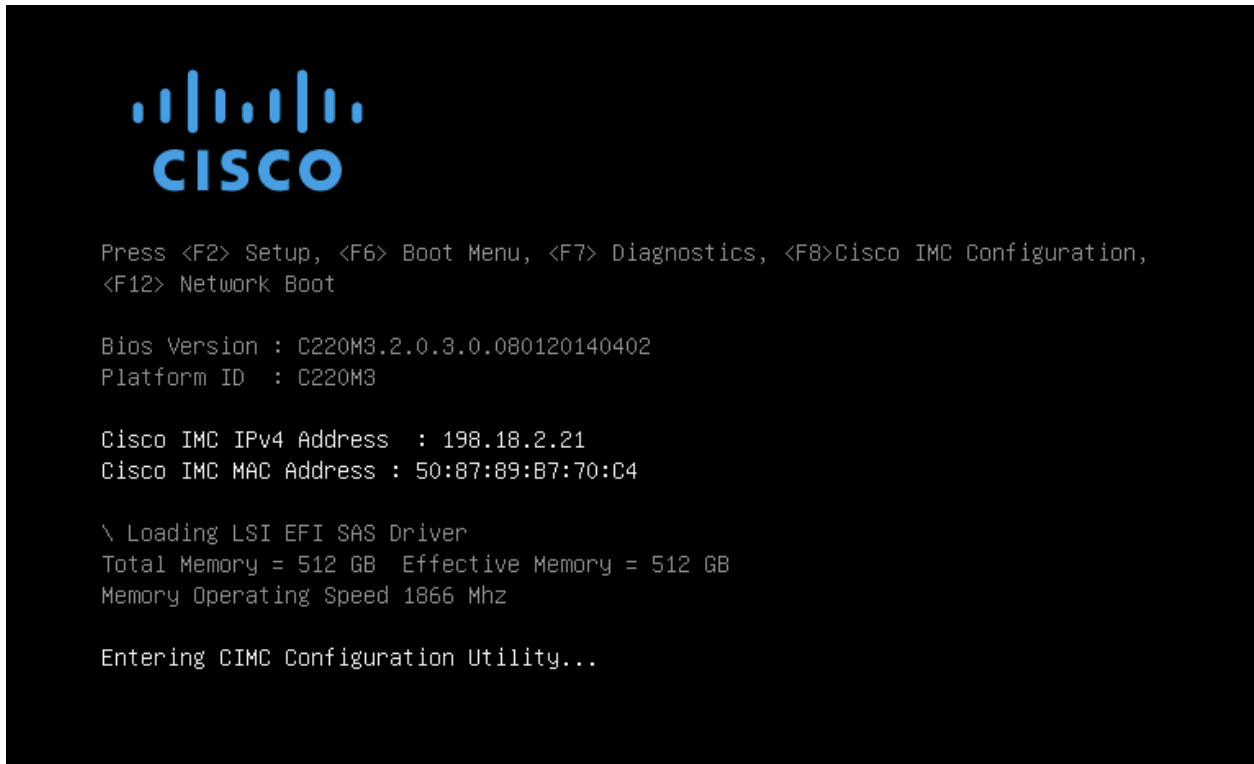 CISCO
Press <F2> Setup, <F6> Boot Menu, <F7> Diagnostics, <F8>Cisco IMC Configuration,
<F12> Network Boot
Bios Version : C220M3.2.0.3.0.080120140402
Platform ID  : C220M3
Cisco IMC IPv4 Address  : 198.18.2.21
Cisco IMC MAC Address : 50:87:89:B7:70:C4
\ Loading LSI EFI SAS Driver
Total Memory = 512 GB  Effective Memory = 512 GB
Memory Operating Speed 1866 Mhz
Entering CIMC Configuration Utility...